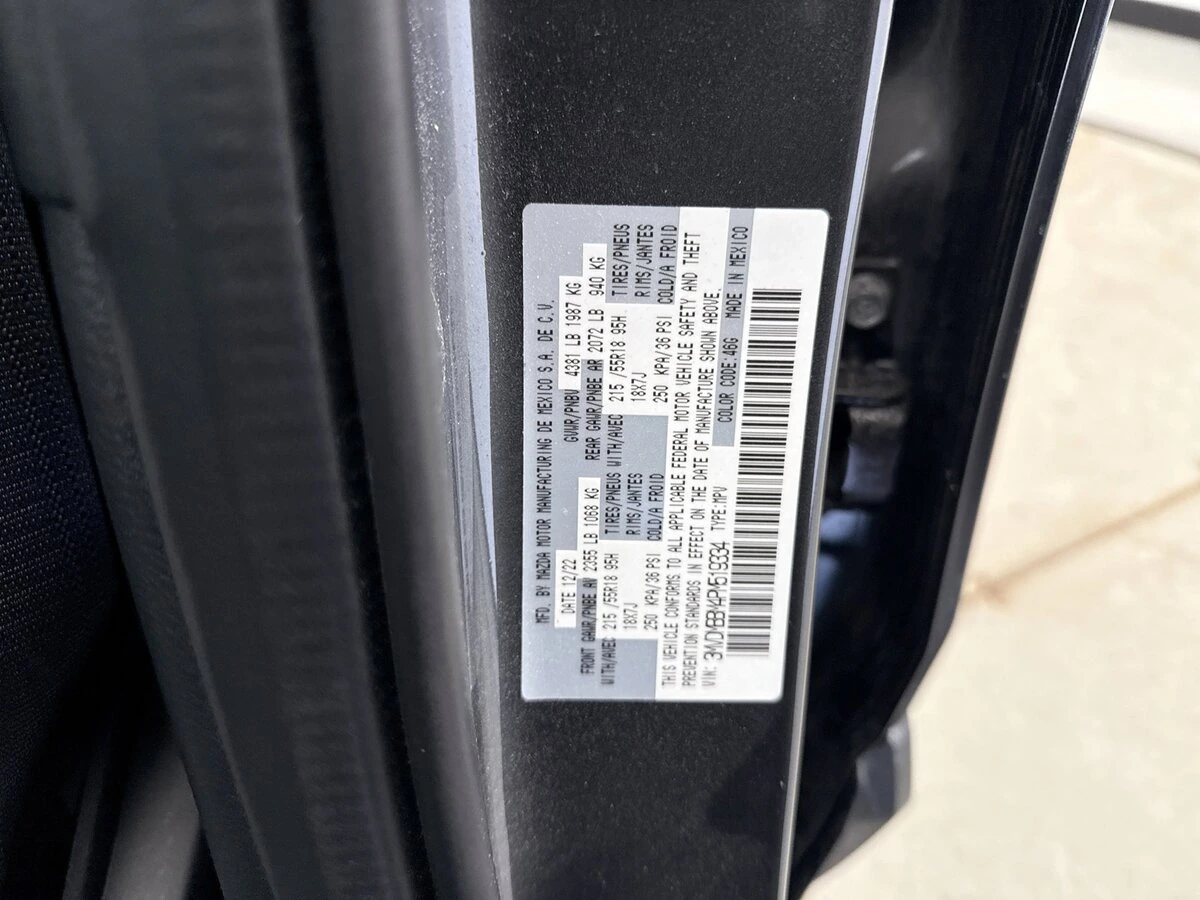 MFD. BY MAZDA MOTOR MANUFACTURING DE MEXICO S.A. DE C.V.
DATE 12/22 GVWR/PNBV 4381 LB 1987 KG
FRONT GAWR/PNBE AV 2355 LB 1068 KG REAR GAWR/PNBE AR 2072 LB 940 KG
WITH/AVEC 215 /55R18 95H TIRES/PNEUS WITH/AVEC 215 /55R18 95H TIRES/PNEUS
18X7J RIMS/JANTES 18X7J RIMS/JANTES
250 KPA/36 PSI COLD/A FROID 250 KPA/36 PSI COLD/A FROID
THIS VEHICLE CONFORMS TO ALL APPLICABLE FEDERAL MOTOR VEHICLE SAFETY AND THEFT
PREVENTION STANDARDS IN EFFECT ON THE DATE OF MANUFACTURE SHOWN ABOVE.
VIN: 3MVDMBBM4PM519334 TYPE:MPV COLOR CODE:46G MADE IN MEXICO